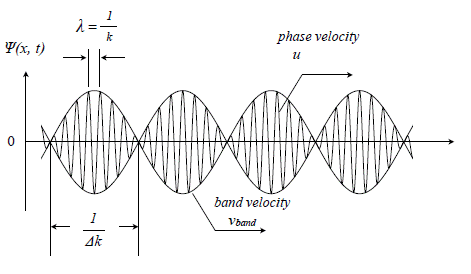 λ = 1/k
phase velocity
u
Ψ(x, t)
0
band velocity
v_band
1/Δk